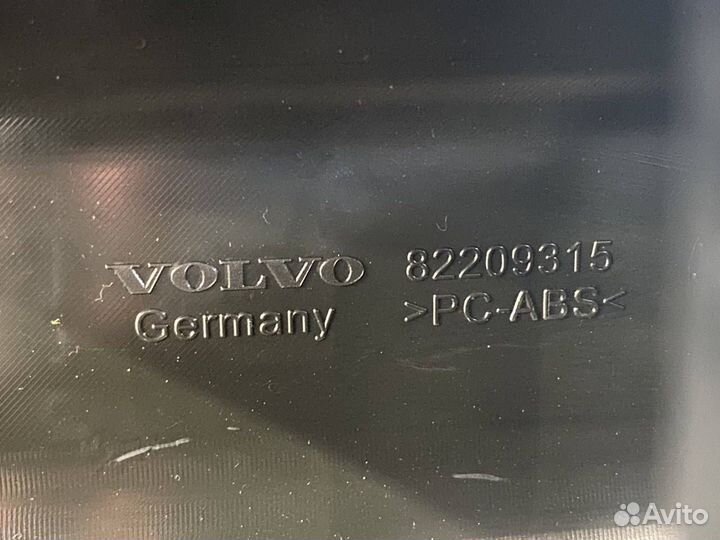 VOLVO 82209315
Germany >PC-ABS<
Avito